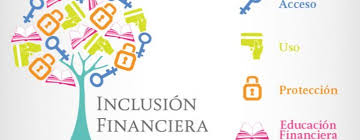 INCLUSIÓN
FINANCIERA
Acceso
Uso
Protección
Educación
Financiera